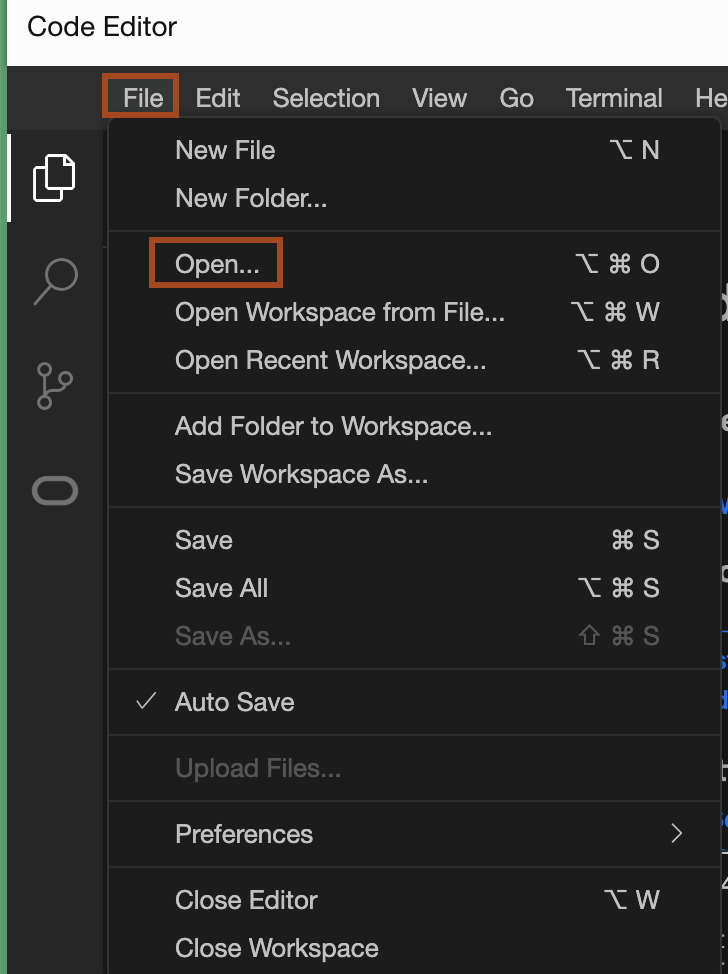 Code Editor
File Edit Selection View Go Terminal He
New File ⌥ N
New Folder...
Open... ⌥ ⌘ O
Open Workspace from File... ⌥ ⌘ W
Open Recent Workspace... ⌥ ⌘ R
Add Folder to Workspace...
Save Workspace As...
Save ⌘ S
Save All ⌥ ⌘ S
Save As... ⇧ ⌘ S
Auto Save
Upload Files...
Preferences
Close Editor ⌥ W
Close Workspace